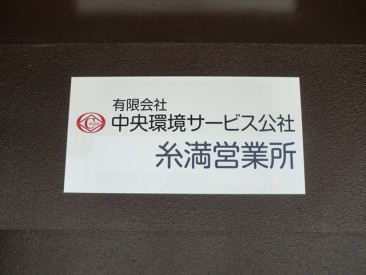 有限会社
中央環境サービス公社
糸満営業所